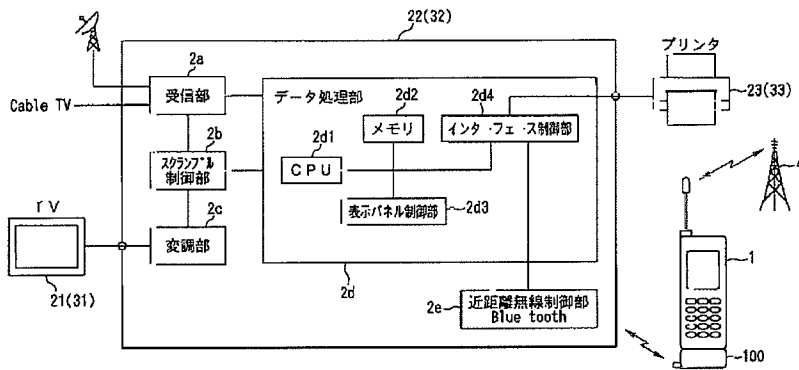 22(32)
プリンタ
23(33)
2a
受信部
Cable TV
データ処理部
2d2
メモリ
2d4
インタ・フェース制御部
2b
スクランブル
制御部
2d1
CPU
4
2c
変調部
表示パネル制御部
2d3
TV
21(31)
2d
2e
近距離無線制御部
Blue tooth
1
100